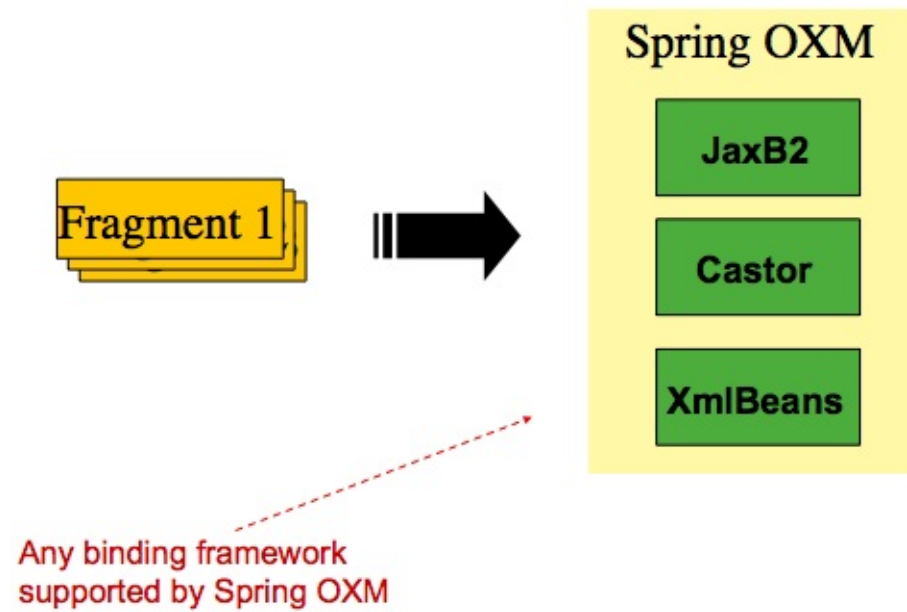 Spring OXM
JaxB2
Fragment 1
Castor
XmlBeans
Any binding framework
supported by Spring OXM